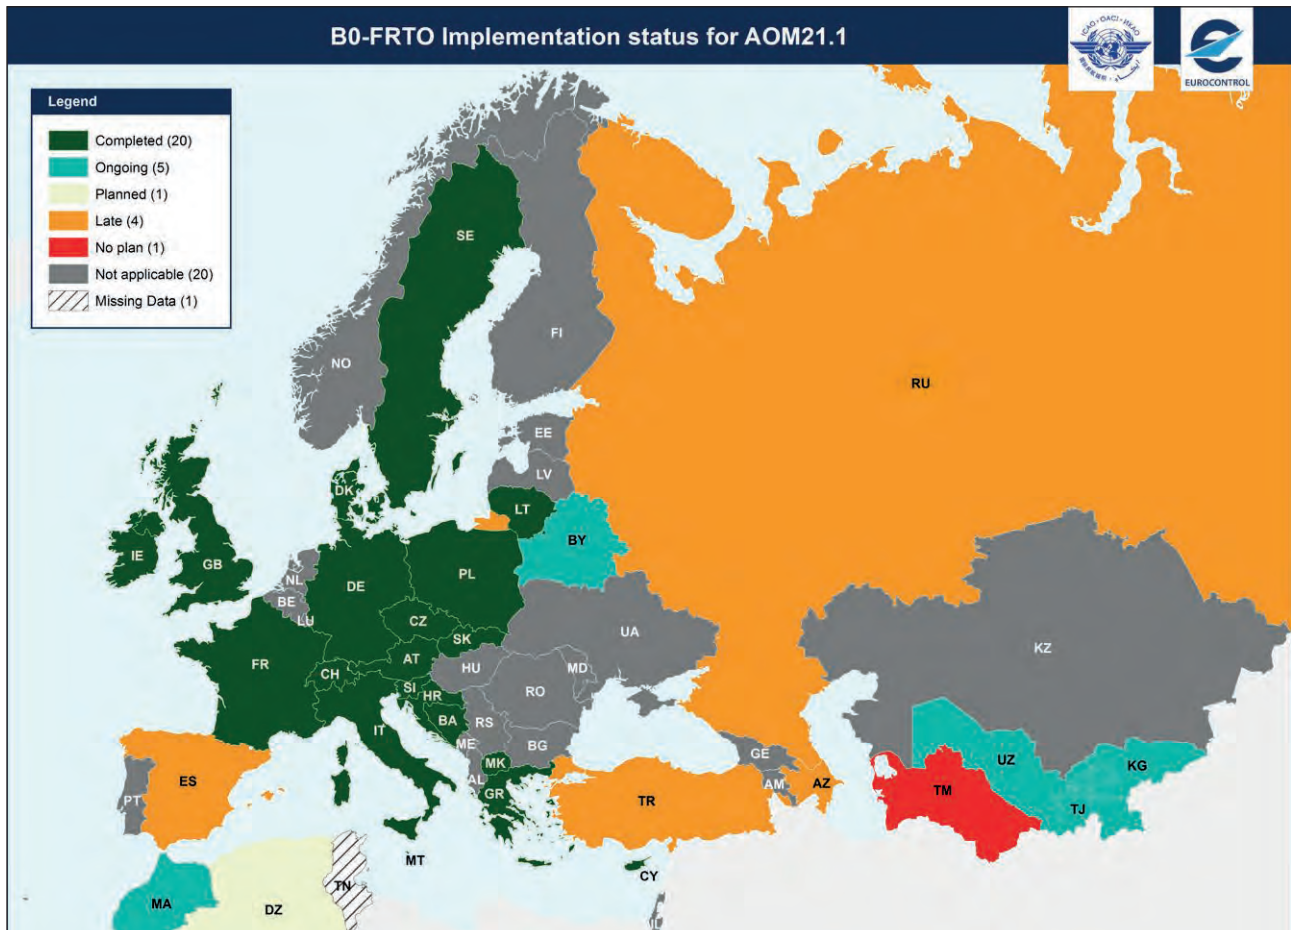 B0-FRTO Implementation status for AOM21.1
ICAO · OACI · ИКАО
EUROCONTROL
Legend
Completed (20)
Ongoing (5)
Planned (1)
Late (4)
No plan (1)
Not applicable (20)
Missing Data (1)
SE
FI
NO
RU
EE
LV
DK
LT
BY
IE
GB
NL
DE
PL
BE
LU
CZ
UA
SK
FR
AT
KZ
CH
HU
MD
SI
HR
RO
BA
RS
IT
ME
BG
GE
UZ
MK
KG
ES
AL
AZ
AM
TM
PT
GR
TR
TJ
MT
CY
TN
MA
DZ
IL